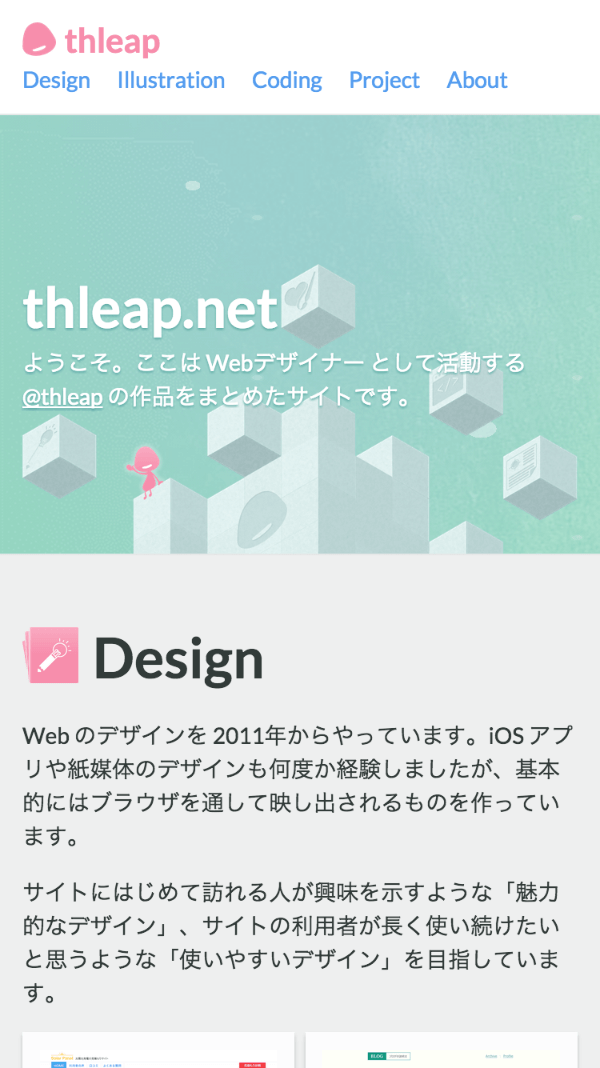 thleap
Design Illustration Coding Project About
thleap.net
ようこそ。ここは Webデザイナー として活動する
@thleap の作品をまとめたサイトです。
Design
Web のデザインを 2011年からやっています。iOS アプ
リや紙媒体のデザインも何度か経験しましたが、基本
的にはブラウザを通して映し出されるものを作ってい
ます。
サイトにはじめて訪れる人が興味を示すような「魅力
的なデザイン」、サイトの利用者が長く使い続けたい
と思うような「使いやすいデザイン」を目指していま
す。
BLOG